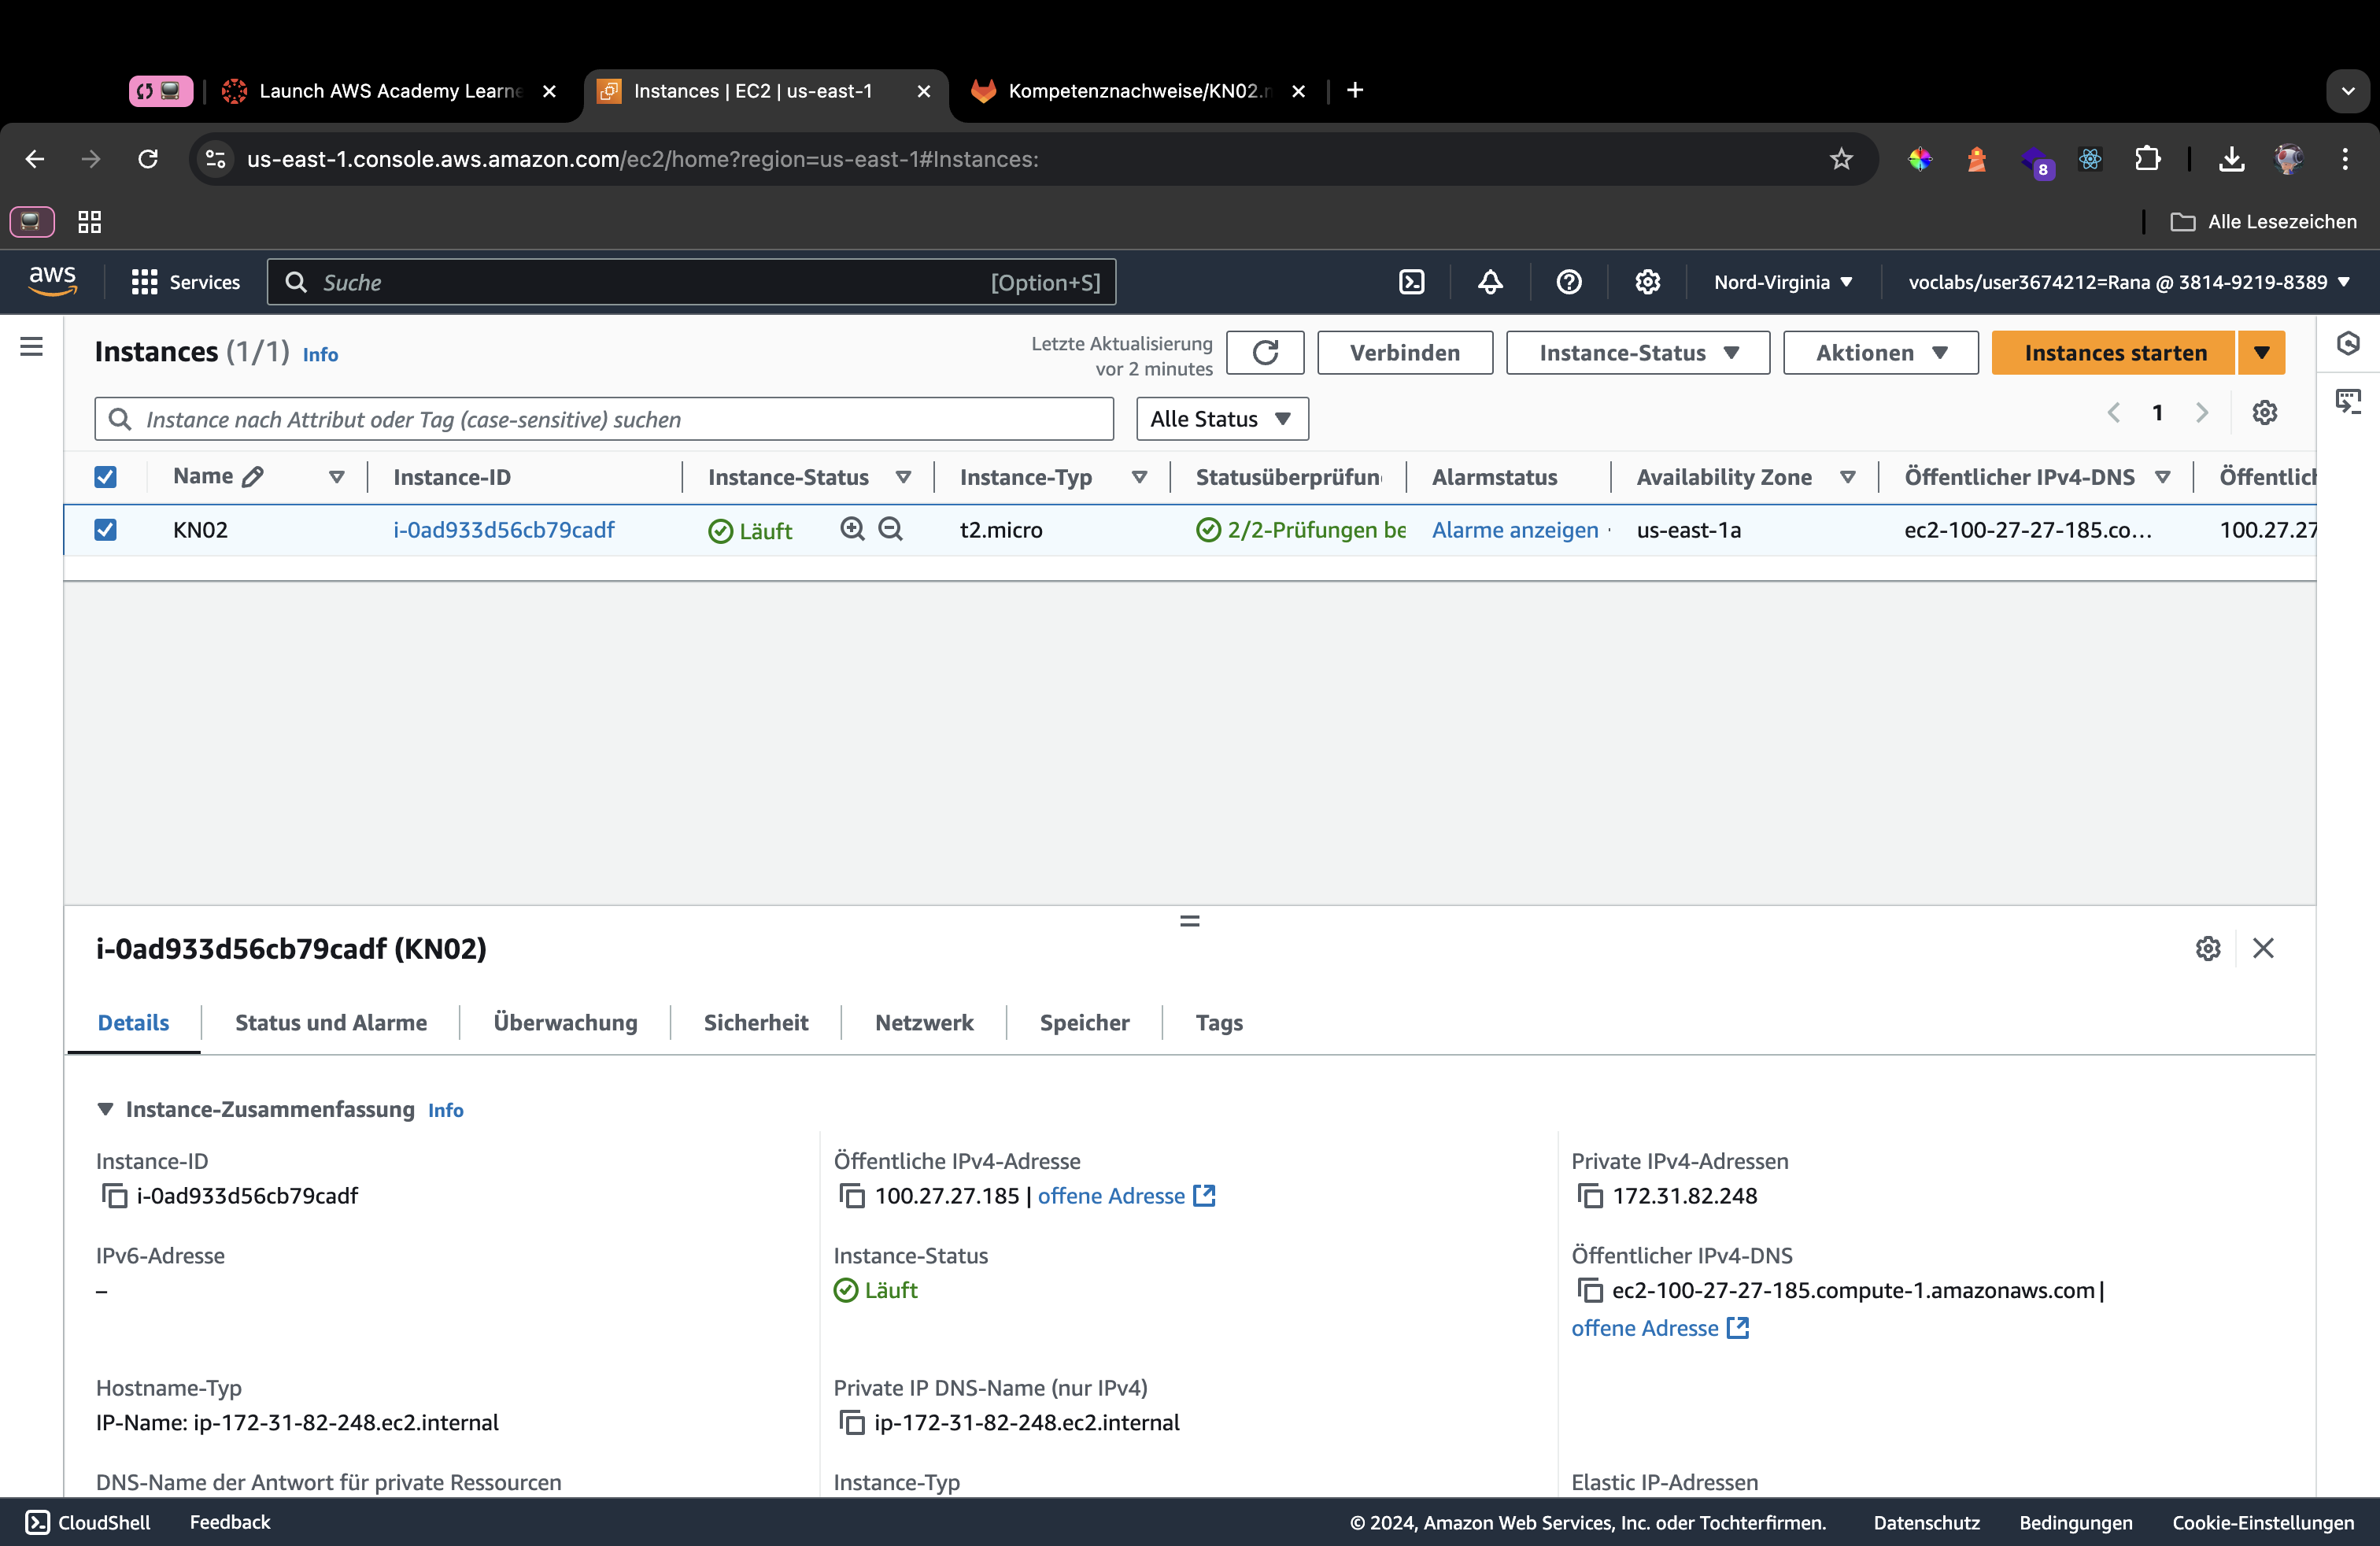 Launch AWS Academy Learne
Instances | EC2 | us-east-1
Kompetenznachweise/KN02.m
us-east-1.console.aws.amazon.com/ec2/home?region=us-east-1#Instances:
8
Alle Lesezeichen
aws
Services
Suche
[Option+S]
Nord-Virginia
voclabs/user3674212=Rana @ 3814-9219-8389
Instances (1/1) Info
Letzte Aktualisierung
vor 2 minutes
Verbinden
Instance-Status
Aktionen
Instances starten
Instance nach Attribut oder Tag (case-sensitive) suchen
Alle Status
1
Name Instance-ID Instance-Status Instance-Typ Statusüberprüfun Alarmstatus Availability Zone Öffentlicher IPv4-DNS Öffentlich
KN02 i-0ad933d56cb79cadf Läuft t2.micro 2/2-Prüfungen be Alarme anzeigen us-east-1a ec2-100-27-27-185.co... 100.27.27
i-0ad933d56cb79cadf (KN02)
Details Status und Alarme Überwachung Sicherheit Netzwerk Speicher Tags
Instance-Zusammenfassung Info
Instance-ID
i-0ad933d56cb79cadf
Öffentliche IPv4-Adresse
100.27.27.185 | offene Adresse
Private IPv4-Adressen
172.31.82.248
IPv6-Adresse
–
Instance-Status
Läuft
Öffentlicher IPv4-DNS
ec2-100-27-27-185.compute-1.amazonaws.com |
offene Adresse
Hostname-Typ
IP-Name: ip-172-31-82-248.ec2.internal
Private IP DNS-Name (nur IPv4)
ip-172-31-82-248.ec2.internal
DNS-Name der Antwort für private Ressourcen
Instance-Typ
Elastic IP-Adressen
CloudShell Feedback
© 2024, Amazon Web Services, Inc. oder Tochterfirmen. Datenschutz Bedingungen Cookie-Einstellungen